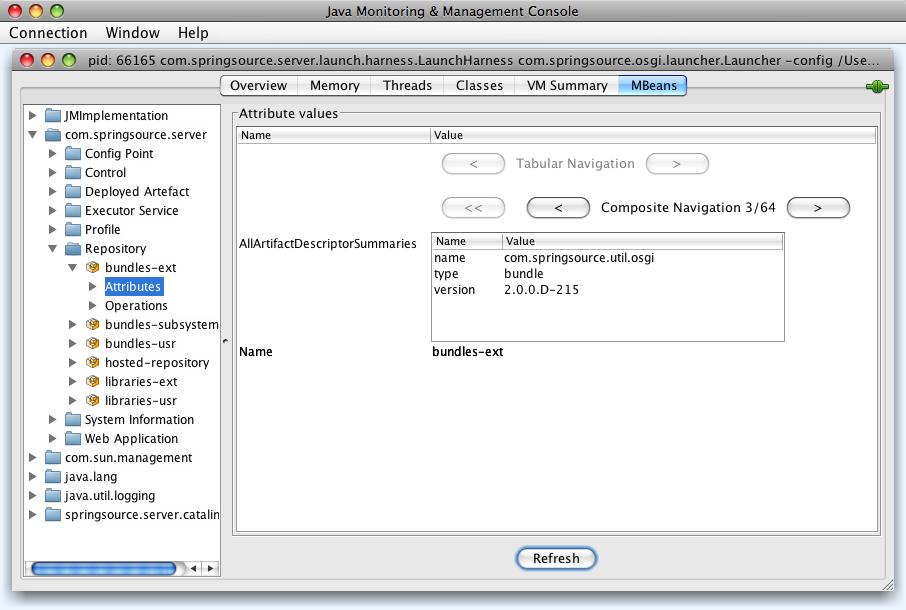 Java Monitoring & Management Console
Connection Window Help
pid: 66165 com.springsource.server.launch.harness.LaunchHarness com.springsource.osgi.launcher.Launcher -config /Use...
Overview Memory Threads Classes VM Summary MBeans
JMImplementation
com.springsource.server
Config Point
Control
Deployed Artefact
Executor Service
Profile
Repository
bundles-ext
Attributes
Operations
bundles-subsystem
bundles-usr
hosted-repository
libraries-ext
libraries-usr
System Information
Web Application
com.sun.management
java.lang
java.util.logging
springsource.server.catalin
Attribute values
Name Value
< Tabular Navigation >
<< < Composite Navigation 3/64 >
AllArtifactDescriptorSummaries
Name Value
name com.springsource.util.osgi
type bundle
version 2.0.0.D-215
Name bundles-ext
Refresh